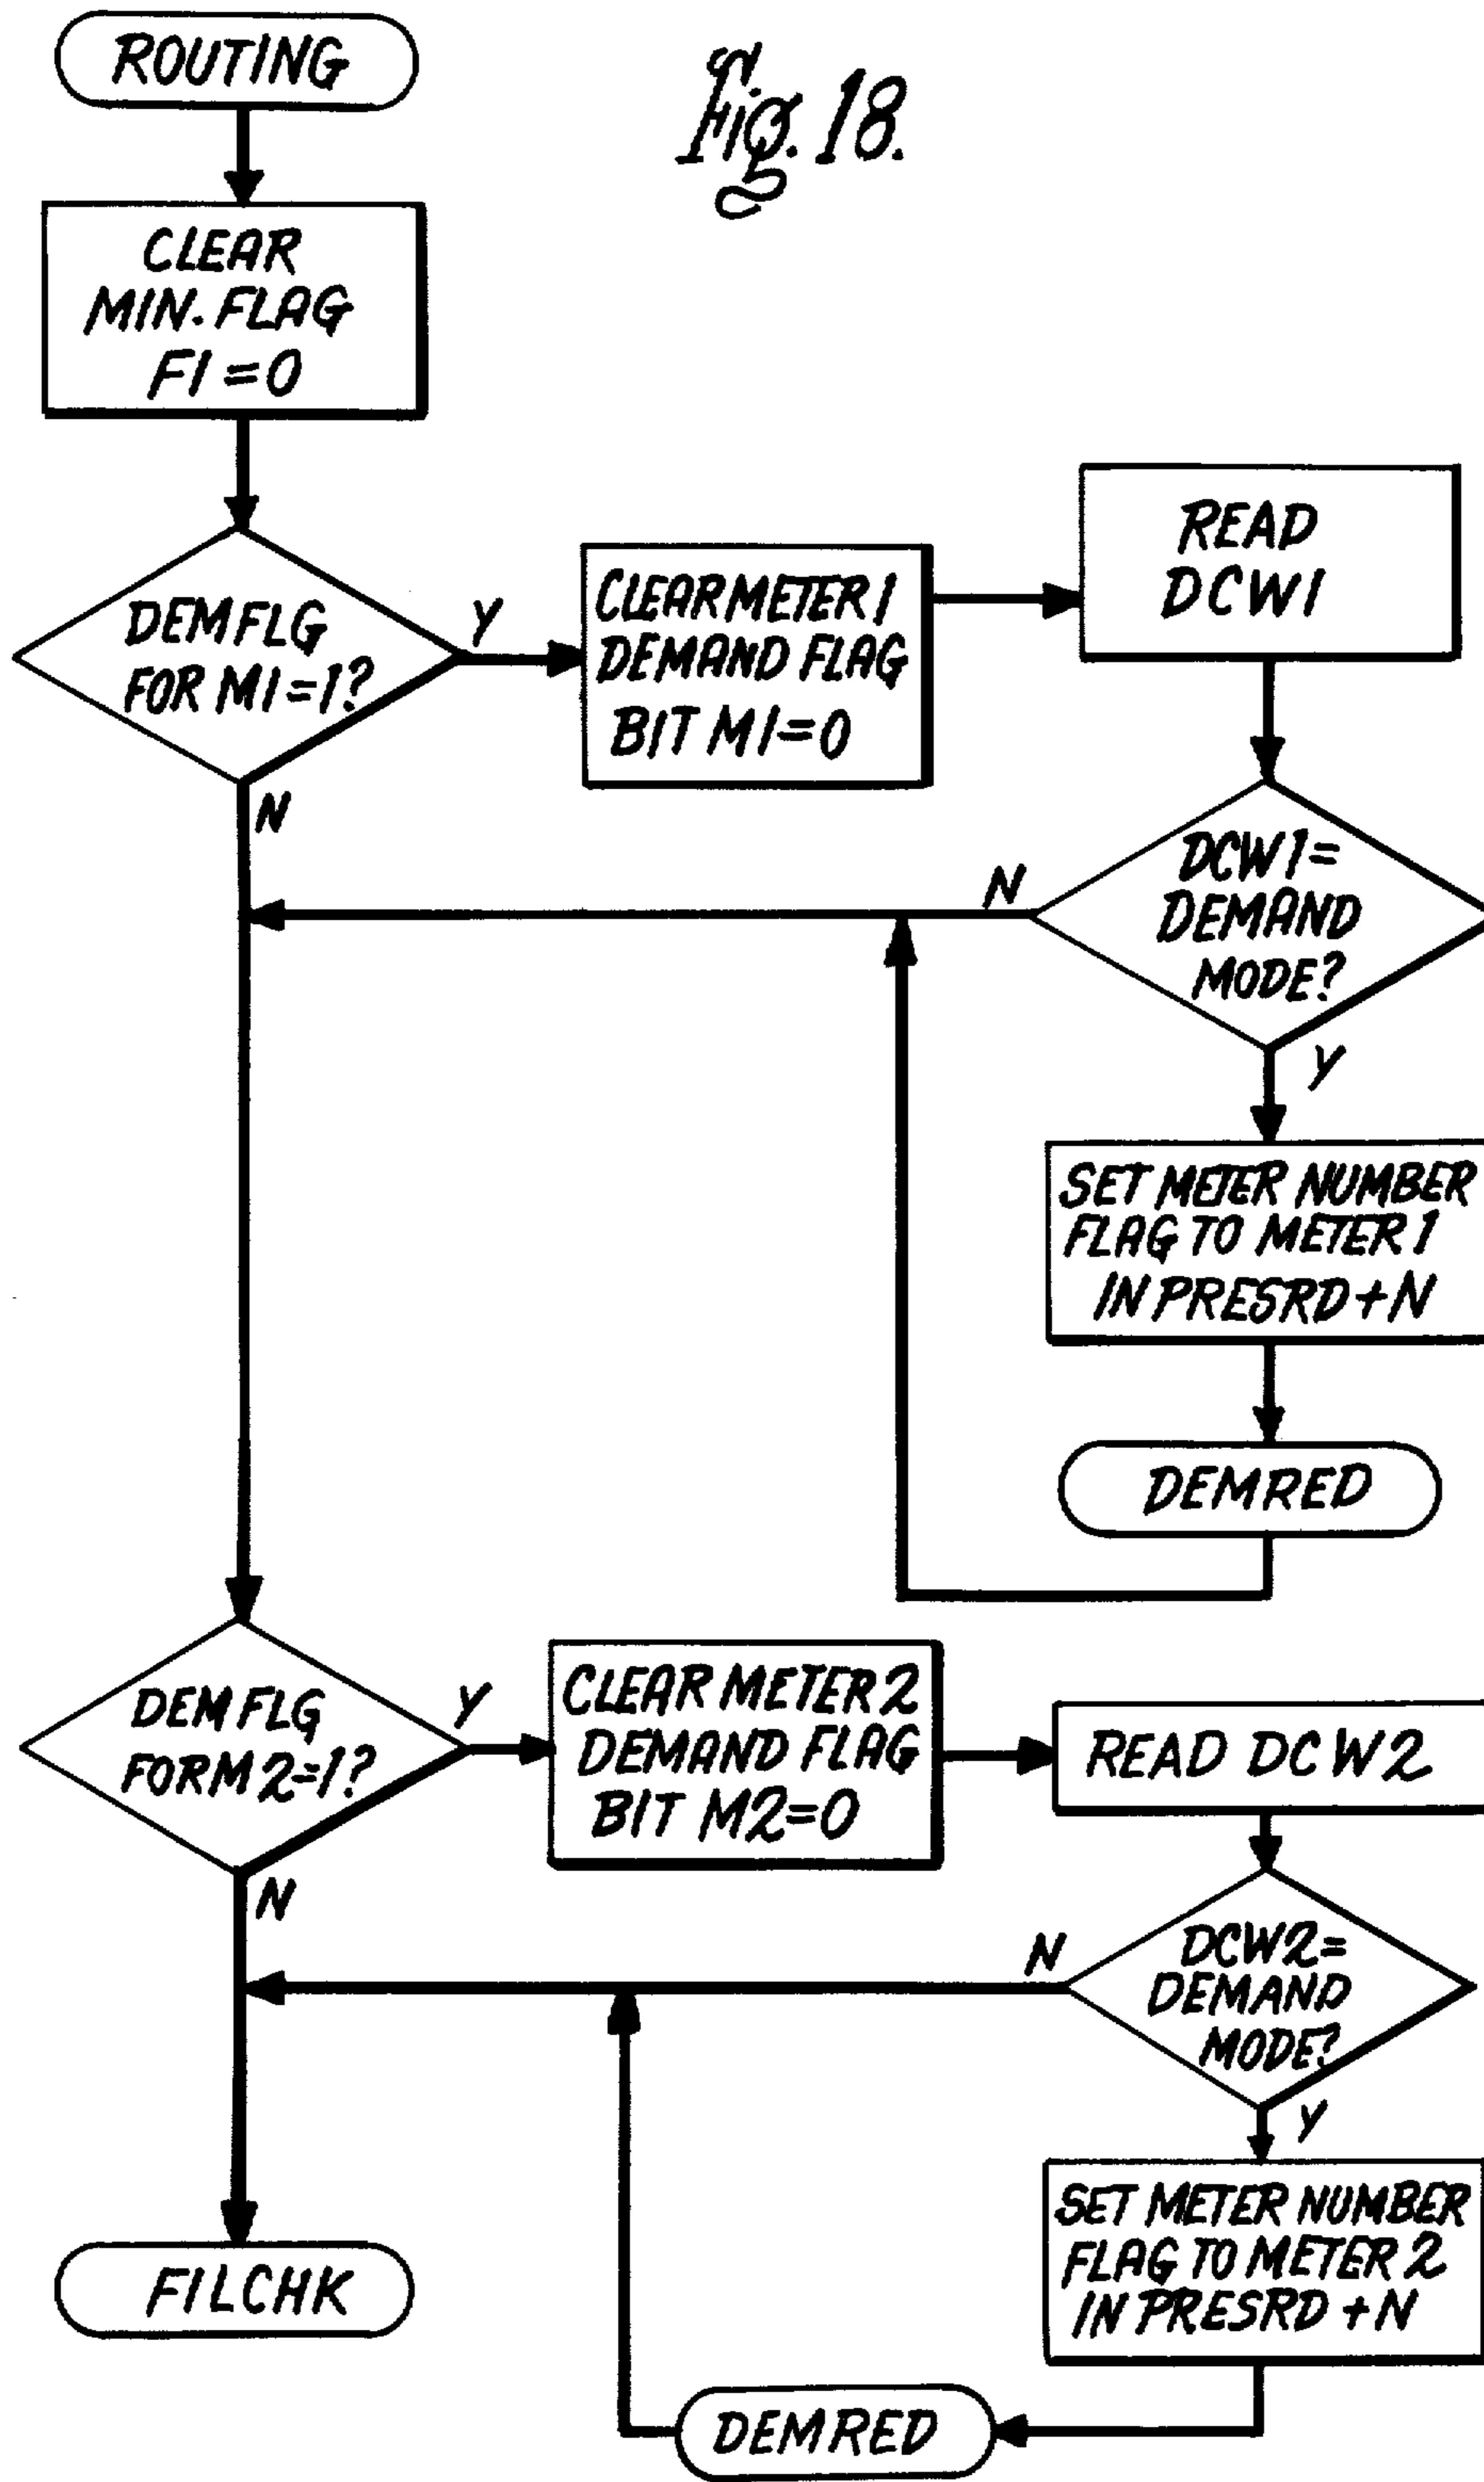 ROUTING
Fig. 18.
CLEAR
MIN. FLAG
F1=0
DEMFLG
FOR M1=1?
Y
N
CLEAR METER 1
DEMAND FLAG
BIT M1=0
READ
DCW1
DCW1=
DEMAND
MODE?
N
Y
SET METER NUMBER
FLAG TO METER 1
IN PRESRD+N
DEMRED
DEM FLG
FOR M2=1?
Y
N
CLEAR METER 2
DEMAND FLAG
BIT M2=0
READ DCW2
DCW2=
DEMAND
MODE?
N
Y
SET METER NUMBER
FLAG TO METER 2
IN PRESRD+N
DEMRED
FILCHK